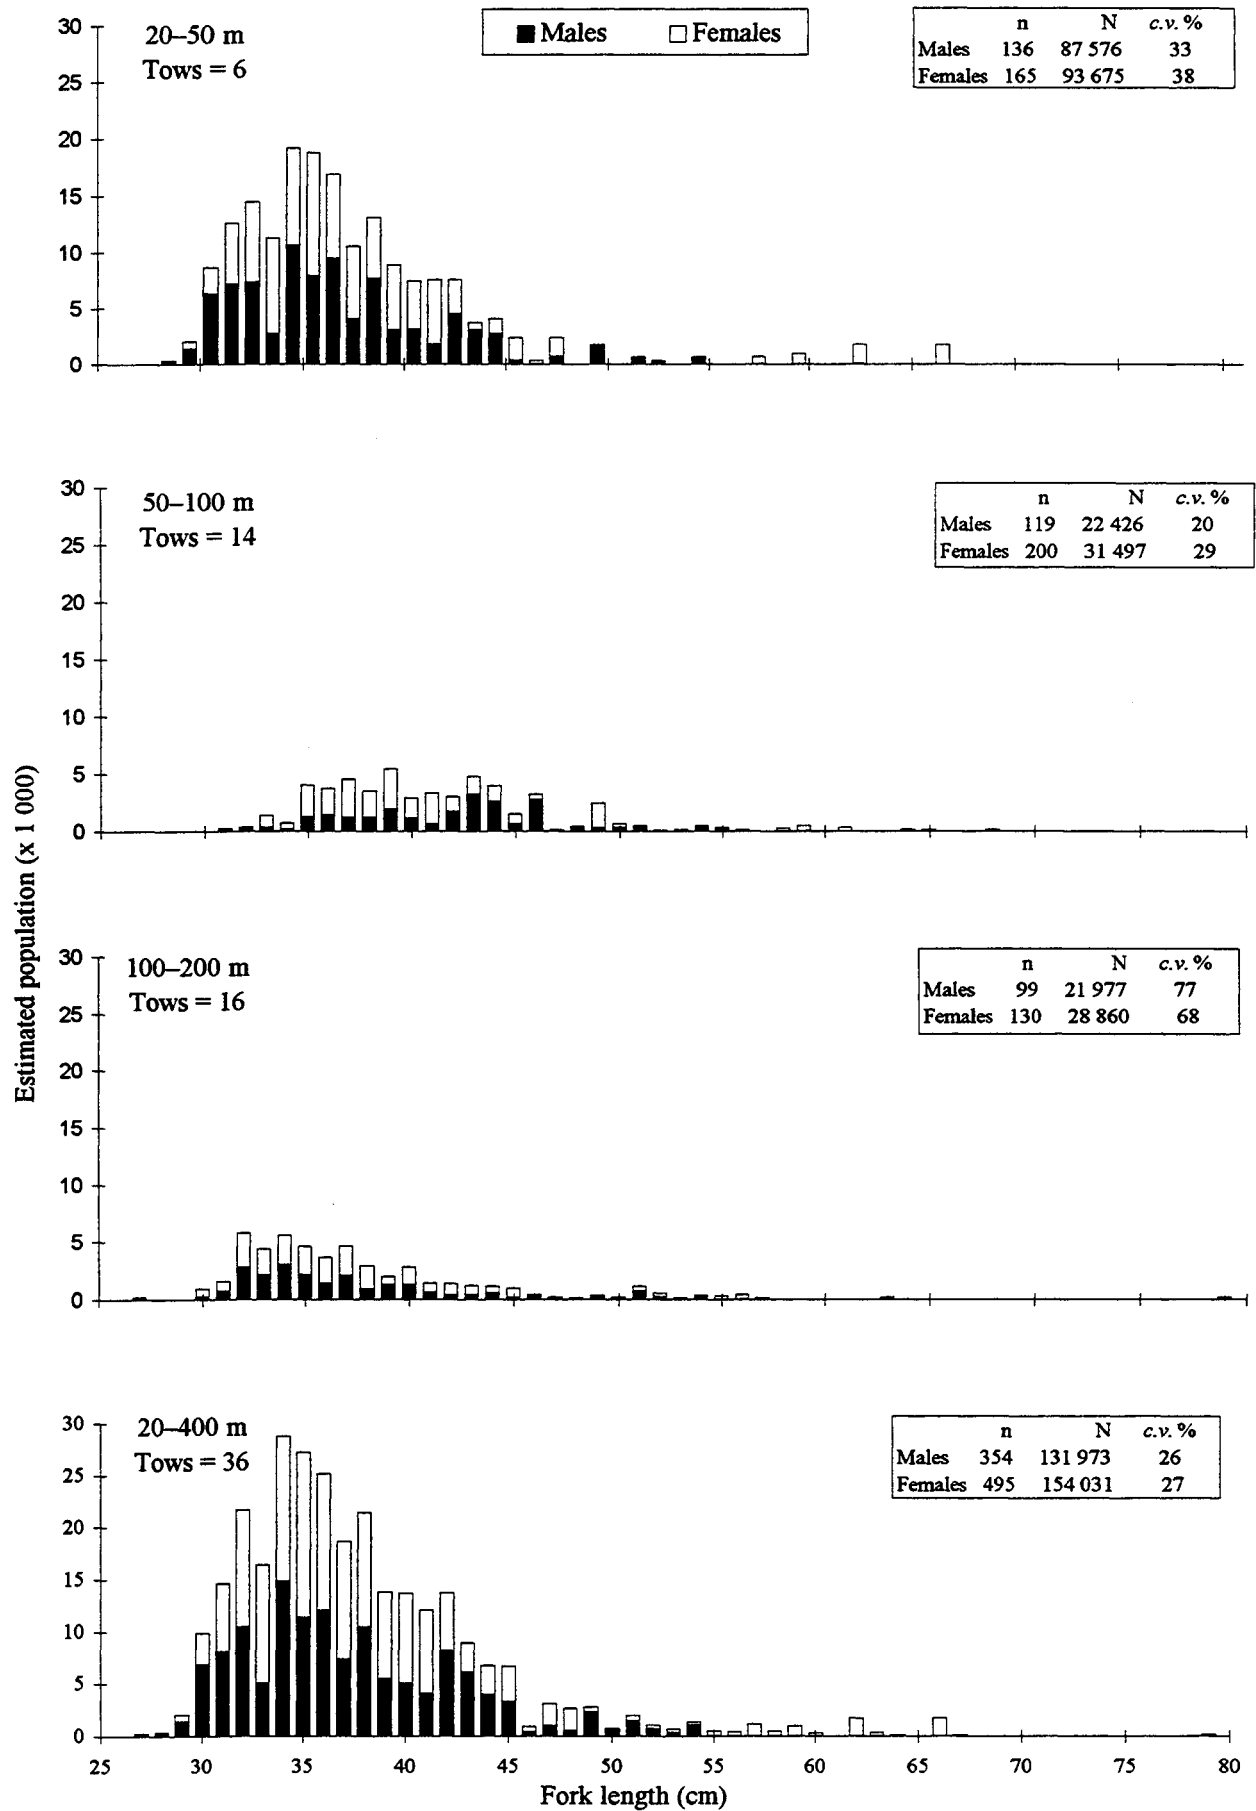 20–50 m
Tows = 6
Males Females
n N c.v. %
Males 136 87 576 33
Females 165 93 675 38
30
25
20
15
10
5
0
50–100 m
Tows = 14
n N c.v. %
Males 119 22 426 20
Females 200 31 497 29
30
25
20
15
10
5
0
Estimated population (x 1 000)
100–200 m
Tows = 16
n N c.v. %
Males 99 21 977 77
Females 130 28 860 68
30
25
20
15
10
5
0
20–400 m
Tows = 36
n N c.v. %
Males 354 131 973 26
Females 495 154 031 27
30
25
20
15
10
5
0
25 30 35 40 45 50 55 60 65 70 75 80
Fork length (cm)